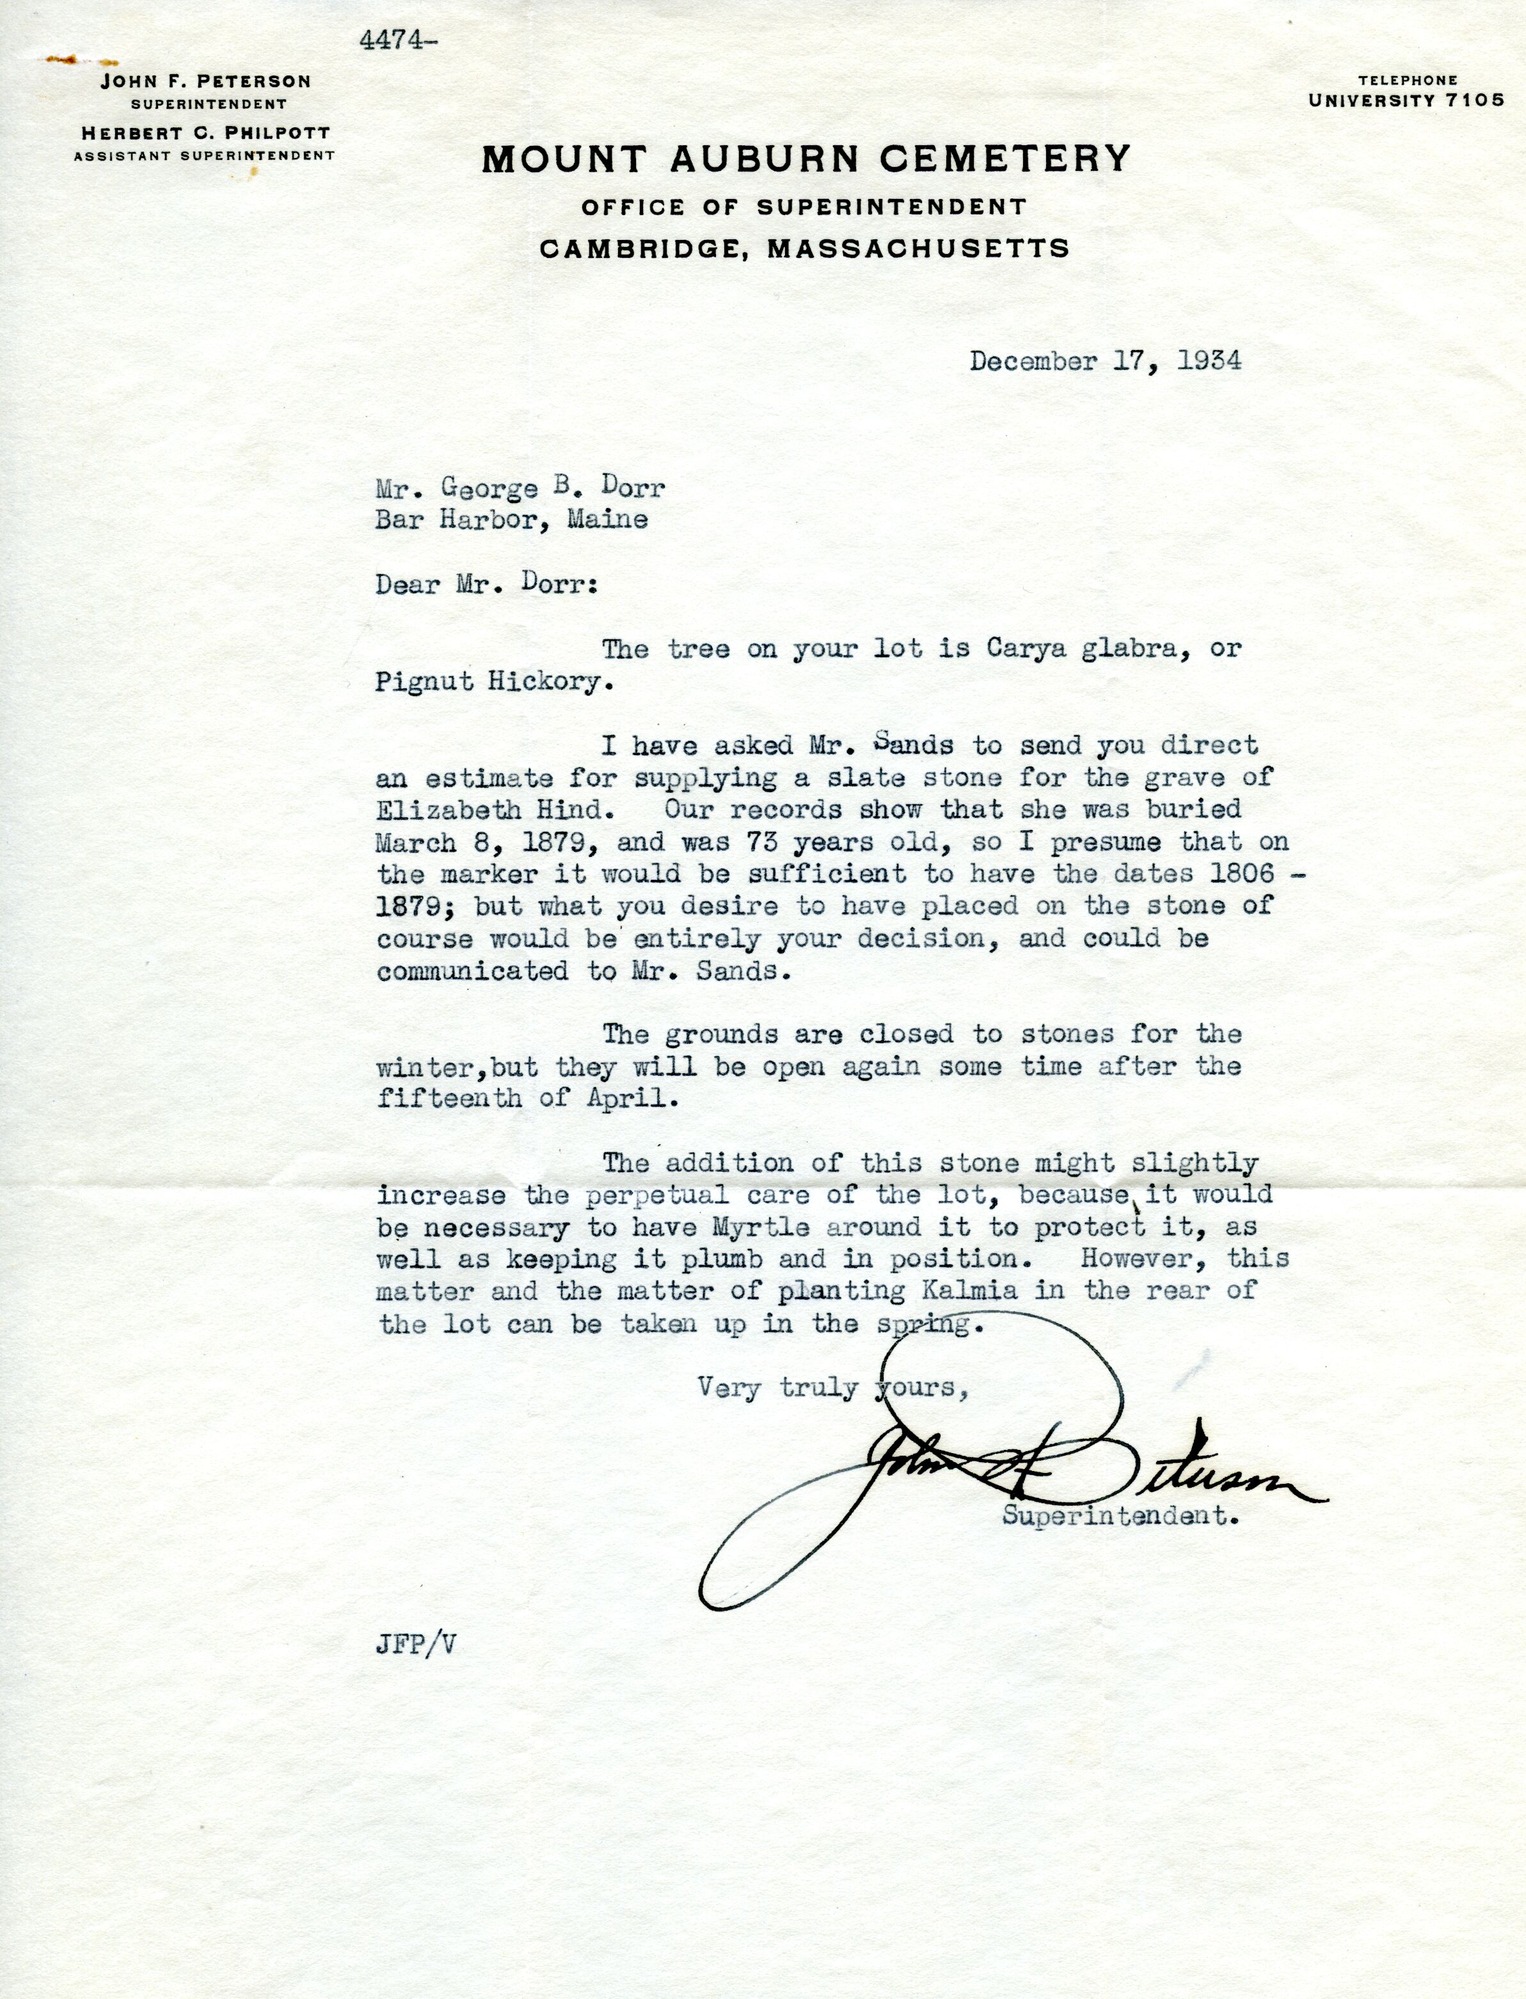 4474-
JOHN F. PETERSON
SUPERINTENDENT
HERBERT C. PHILPOTT
ASSISTANT SUPERINTENDENT
TELEPHONE
UNIVERSITY 7105
MOUNT AUBURN CEMETERY
OFFICE OF SUPERINTENDENT
CAMBRIDGE, MASSACHUSETTS
December 17, 1934
Mr. George B. Dorr
Bar Harbor, Maine
Dear Mr. Dorr:
The tree on your lot is Carya glabra, or
Pignut Hickory.
I have asked Mr. Sands to send you direct
an estimate for supplying a slate stone for the grave of
Elizabeth Hind. Our records show that she was buried
March 8, 1879, and was 73 years old, so I presume that on
the marker it would be sufficient to have the dates 1806 -
1879; but what you desire to have placed on the stone of
course would be entirely your decision, and could be
communicated to Mr. Sands.
The grounds are closed to stones for the
winter,but they will be open again some time after the
fifteenth of April.
The addition of this stone might slightly
increase the perpetual care of the lot, because it would
be necessary to have Myrtle around it to protect it, as
well as keeping it plumb and in position. However, this
matter and the matter of planting Kalmia in the rear of
the lot can be taken up in the spring.
Very truly yours,
John F. Peterson
Superintendent.
JFP/V